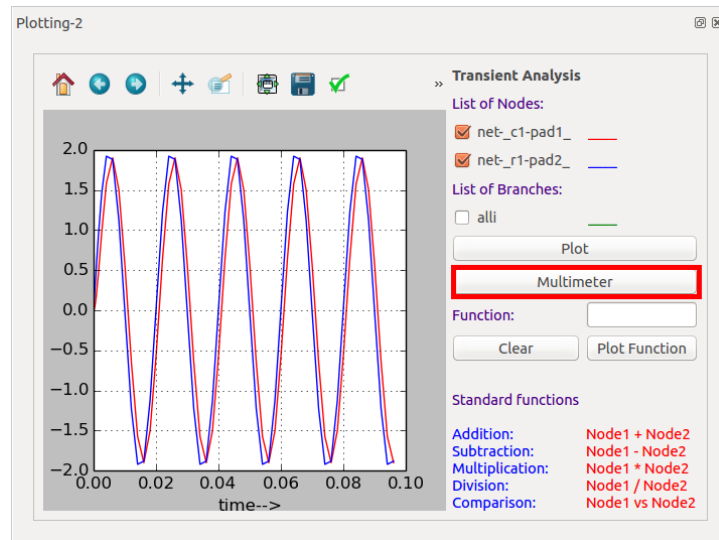 Plotting-2
»
Transient Analysis
List of Nodes:
net-_c1-pad1_
net-_r1-pad2_
List of Branches:
alli
Plot
Multimeter
Function:
Clear
Plot Function
Standard functions
Addition: Node1 + Node2
Subtraction: Node1 - Node2
Multiplication: Node1 * Node2
Division: Node1 / Node2
Comparison: Node1 vs Node2
2.0
1.5
1.0
0.5
0.0
−0.5
−1.0
−1.5
−2.0
0.00 0.02 0.04 0.06 0.08 0.10
time-->